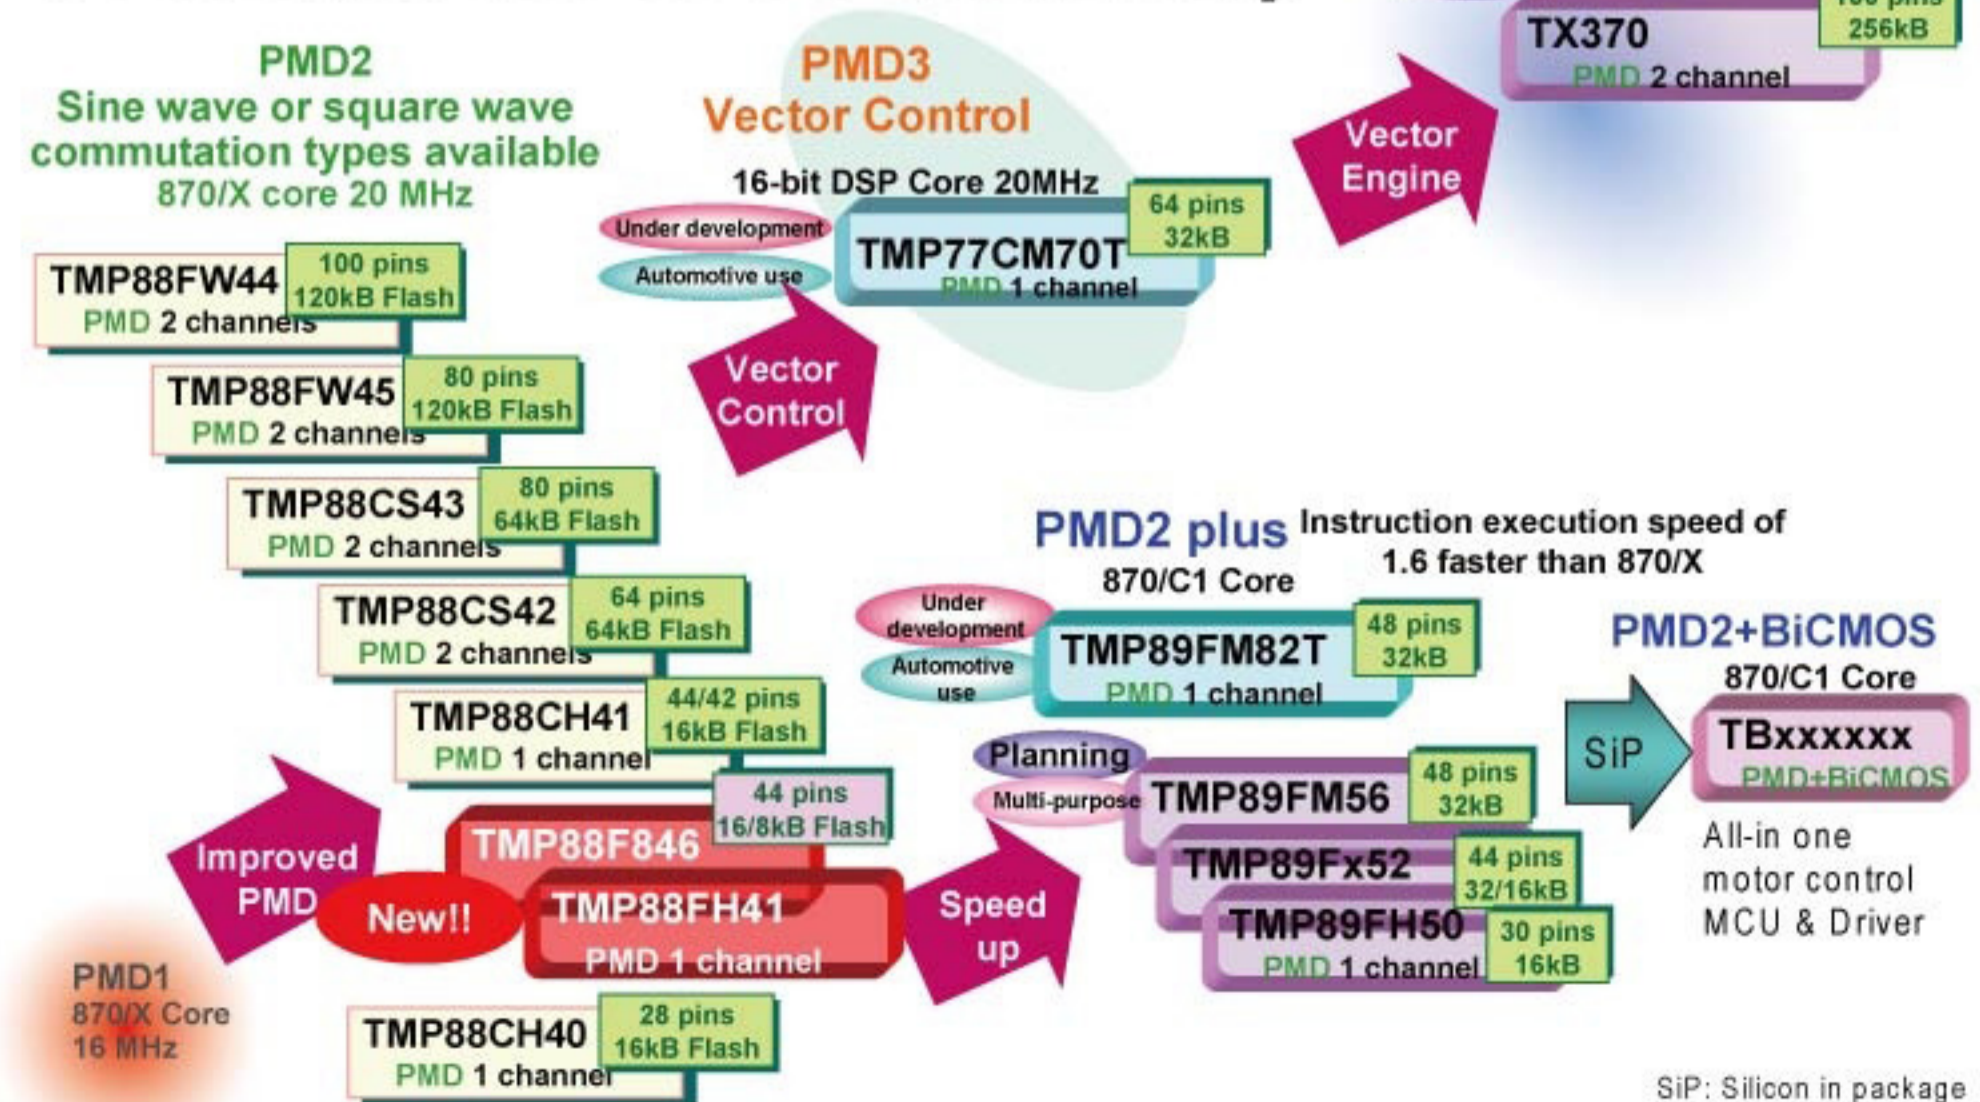 PMD2
Sine wave or square wave
commutation types available
870/X core 20 MHz
TMP88FW44
100 pins
120kB Flash
PMD 2 channels
TMP88FW45
80 pins
120kB Flash
PMD 2 channels
TMP88CS43
80 pins
64kB Flash
PMD 2 channels
TMP88CS42
64 pins
64kB Flash
PMD 2 channels
TMP88CH41
44/42 pins
16kB Flash
PMD 1 channel
44 pins
16/8kB Flash
TMP88F846
New!!
TMP88FH41
PMD 1 channel
TMP88CH40
28 pins
16kB Flash
PMD 1 channel
Improved
PMD
PMD1
870/X Core
16 MHz
PMD3
Vector Control
16-bit DSP Core 20MHz
Under development
Automotive use
TMP77CM70T
64 pins
32kB
PMD 1 channel
Vector
Control
Vector
Engine
TX370
256kB
PMD 2 channel
PMD2 plus
Instruction execution speed of
1.6 faster than 870/X
870/C1 Core
Under
development
Automotive
use
TMP89FM82T
48 pins
32kB
PMD 1 channel
Planning
Multi-purpose
TMP89FM56
48 pins
32kB
TMP89Fx52
44 pins
32/16kB
TMP89FH50
30 pins
16kB
PMD 1 channel
Speed
up
SiP
PMD2+BiCMOS
870/C1 Core
TBxxxxxx
PMD+BiCMOS
All-in one
motor control
MCU & Driver
SiP: Silicon in package